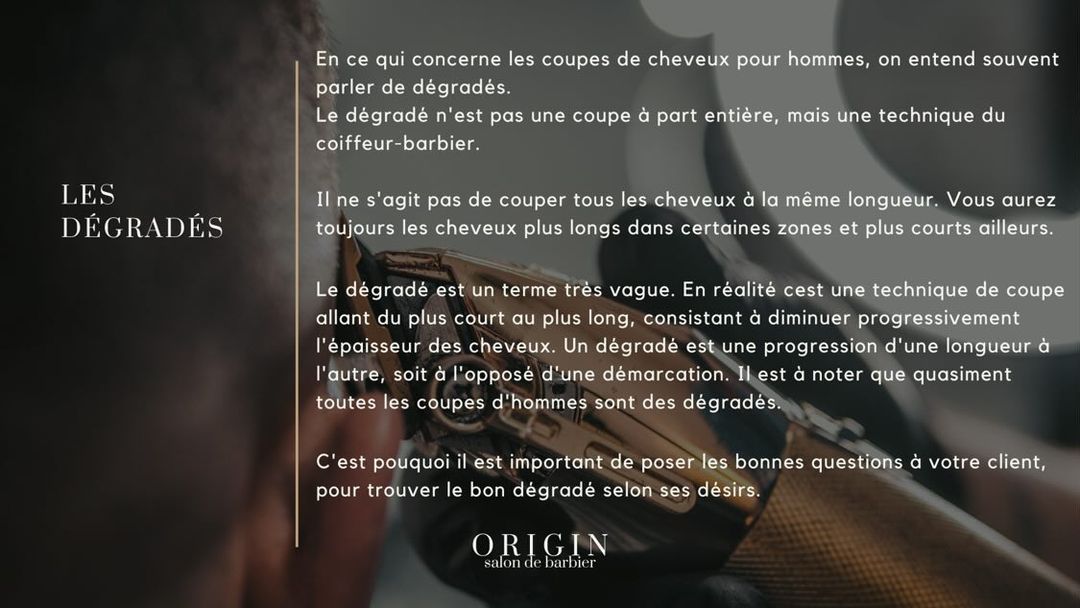 LES
DÉGRADÉS
En ce qui concerne les coupes de cheveux pour hommes, on entend souvent
parler de dégradés.
Le dégradé n'est pas une coupe à part entière, mais une technique du
coiffeur-barbier.
Il ne s'agit pas de couper tous les cheveux à la même longueur. Vous aurez
toujours les cheveux plus longs dans certaines zones et plus courts ailleurs.
Le dégradé est un terme très vague. En réalité cest une technique de coupe
allant du plus court au plus long, consistant à diminuer progressivement
l'épaisseur des cheveux. Un dégradé est une progression d'une longueur à
l'autre, soit à l'opposé d'une démarcation. Il est à noter que quasiment
toutes les coupes d'hommes sont des dégradés.
C'est pouquoi il est important de poser les bonnes questions à votre client,
pour trouver le bon dégradé selon ses désirs.
ORIGIN
salon de barbier